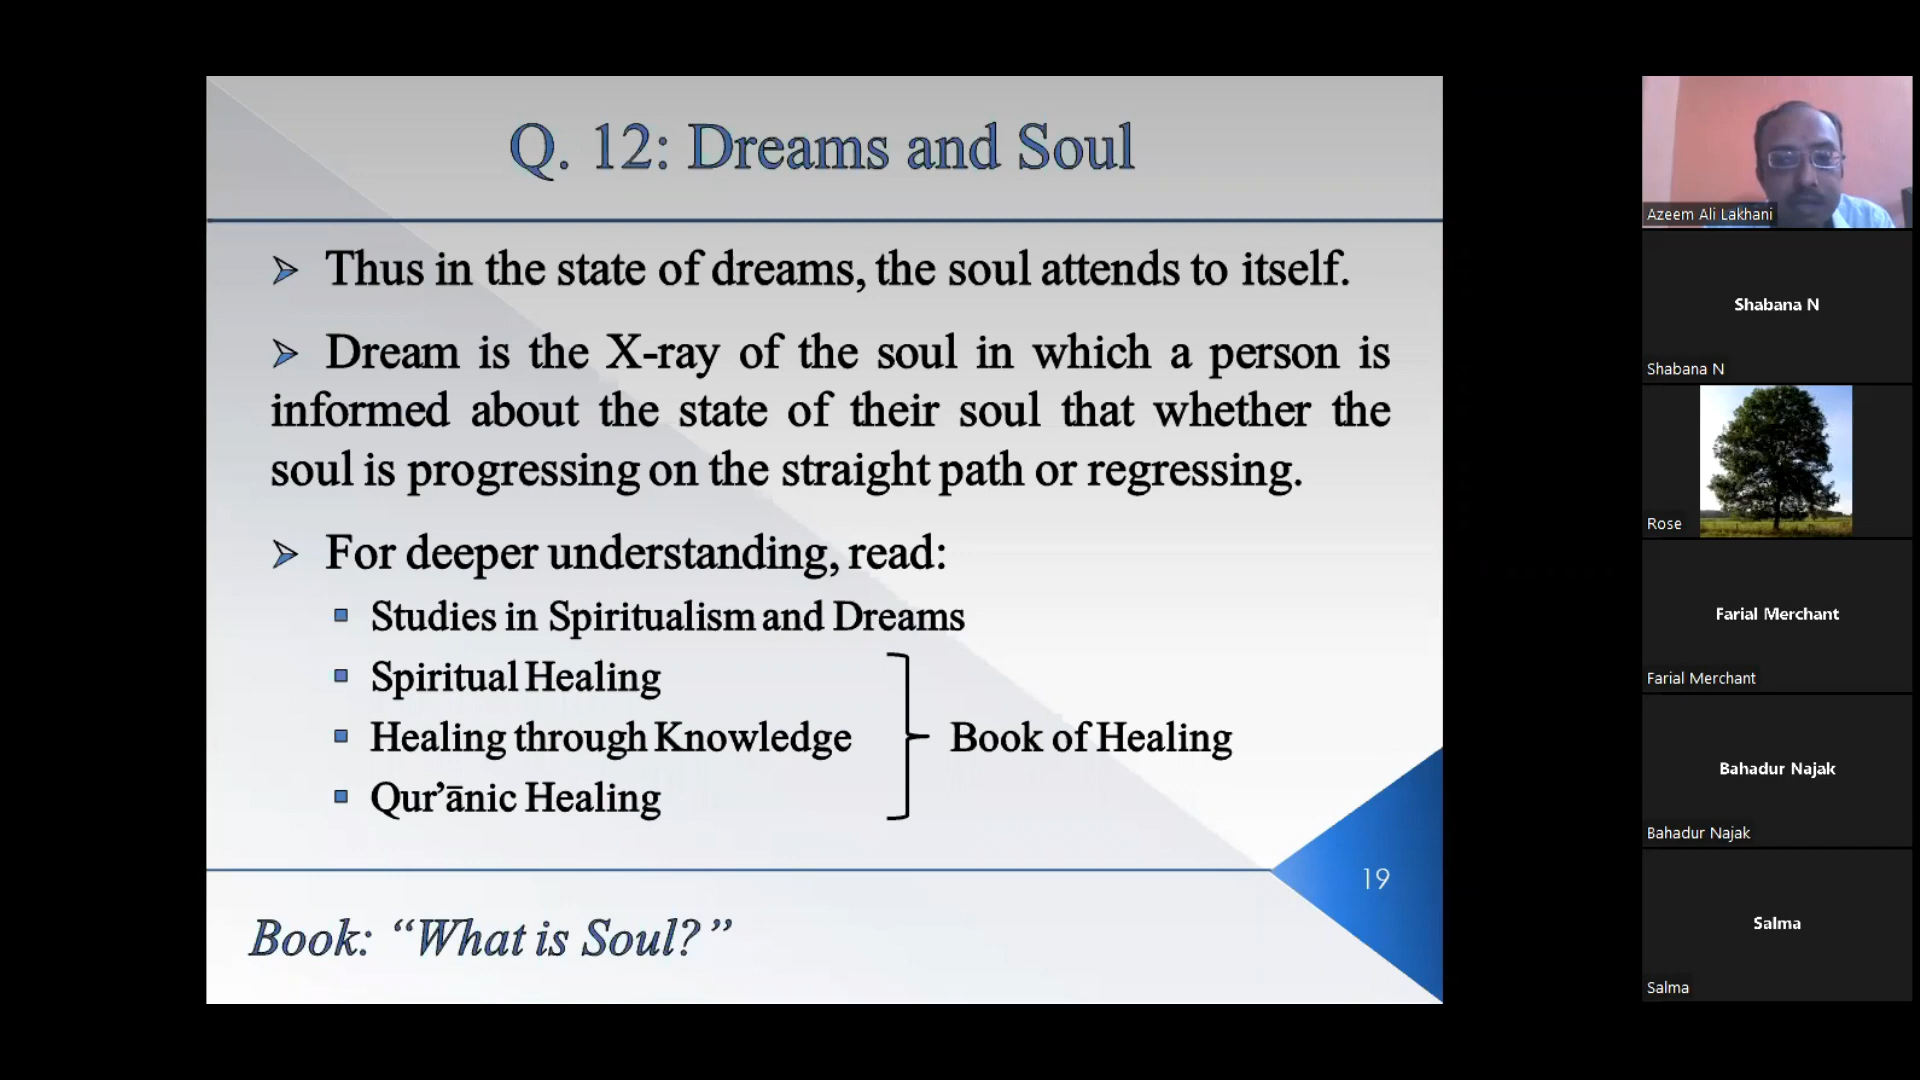 Q. 12: Dreams and Soul
➢ Thus in the state of dreams, the soul attends to itself.
➢ Dream is the X-ray of the soul in which a person is
informed about the state of their soul that whether the
soul is progressing on the straight path or regressing.
➢ For deeper understanding, read:
▪ Studies in Spiritualism and Dreams
▪ Spiritual Healing
▪ Healing through Knowledge
▪ Qur’ānic Healing
Book of Healing
19
Book: “What is Soul?”
Azeem Ali Lakhani
Shabana N
Shabana N
Rose
Farial Merchant
Farial Merchant
Bahadur Najak
Bahadur Najak
Salma
Salma